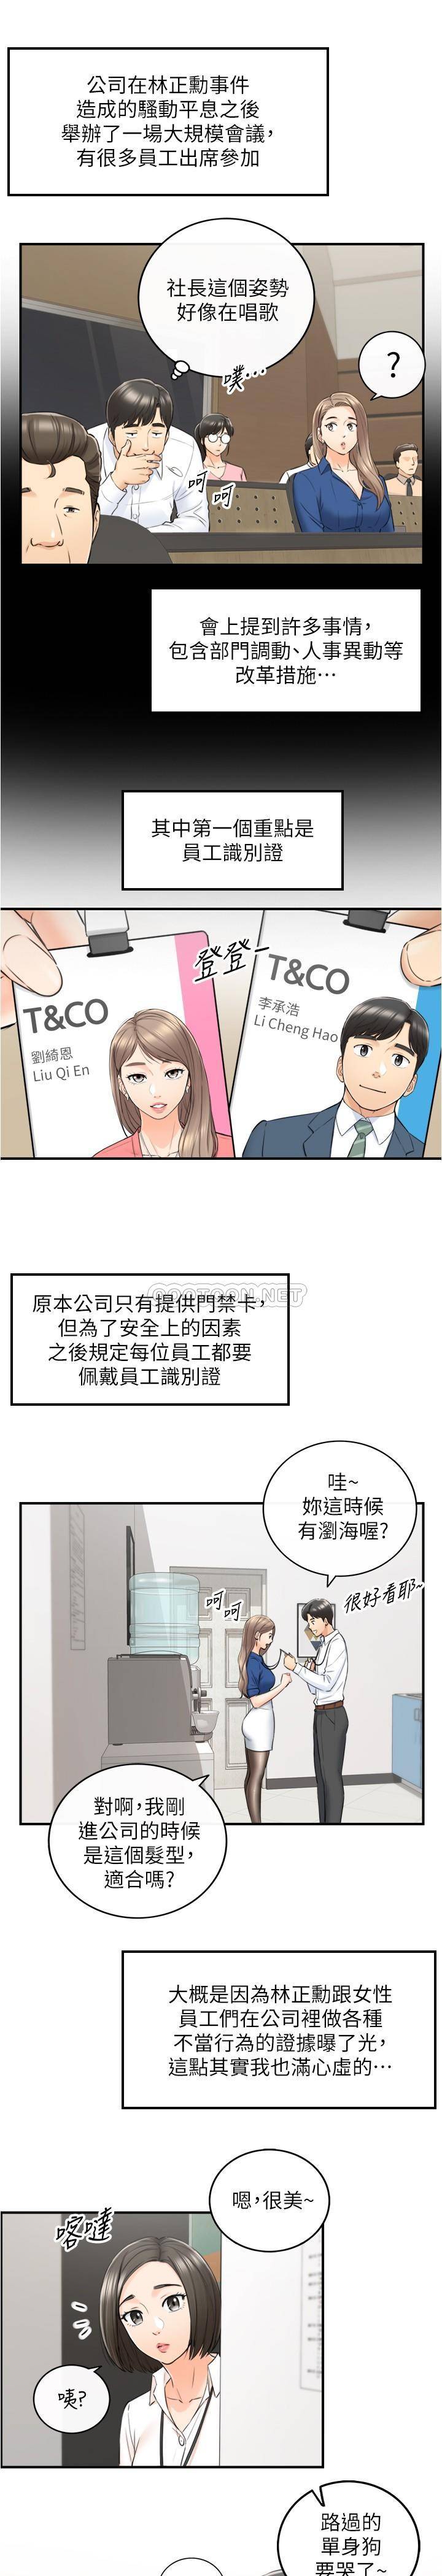 公司在林正勳事件
造成的騷動平息之後
舉辦了一場大規模會議，
有很多員工出席參加
社長這個姿勢
好像在唱歌
?
噗…
呵
呵
會上提到許多事情，
包含部門調動、人事異動等
改革措施…
其中第一個重點是
員工識別證
登登-
T&CO
劉綺恩
Liu Qi En
T&CO
李承浩
Li Cheng Hao
原本公司只有提供門禁卡，
但為了安全上的因素
之後規定每位員工都要
佩戴員工識別證
哇~
妳這時候
有瀏海喔?
很好看耶~
呵
呵
對啊，我剛
進公司的時候
是這個髮型，
適合嗎?
大概是因為林正勳跟女性
員工們在公司裡做各種
不當行為的證據曝了光，
這點其實我也滿心虛的…
嗯，很美~
喀噠
咦?
路過的
單身狗
要哭了~